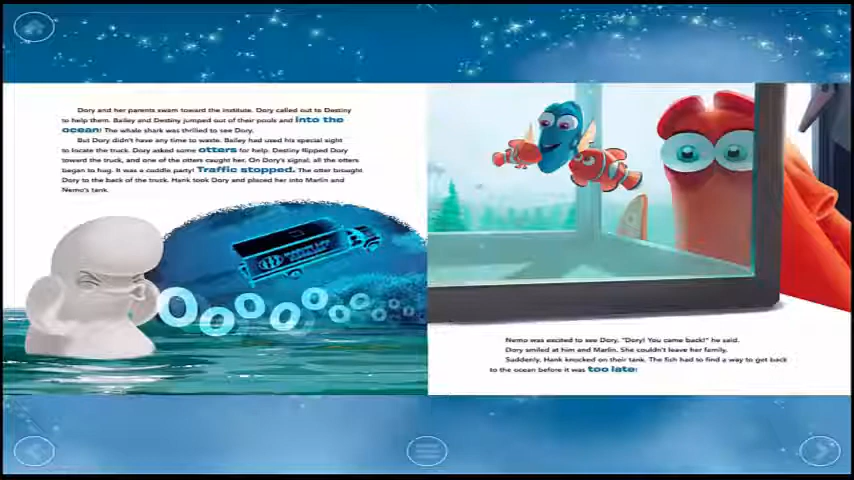 Dory and her parents swam toward the institute. Dory called out to Destiny
to help them. Bailey and Destiny jumped out of their pools and into the
ocean! The whale shark was thrilled to see Dory.
But Dory didn't have any time to waste. Bailey had used his special sight
to locate the truck. Dory asked some otters for help. Destiny flipped Dory
toward the truck, and one of the otters caught her. On Dory's signal, all the otters
began to hug. It was a cuddle party! Traffic stopped. The otter brought
Dory to the back of the truck. Hank took Dory and placed her into Marlin and
Nemo's tank.
OOOOOOOOOO
Nemo was excited to see Dory. "Dory! You came back!" he said.
Dory smiled at him and Marlin. She couldn't leave her family.
Suddenly, Hank knocked on their tank. The fish had to find a way to get back
to the ocean before it was too late!